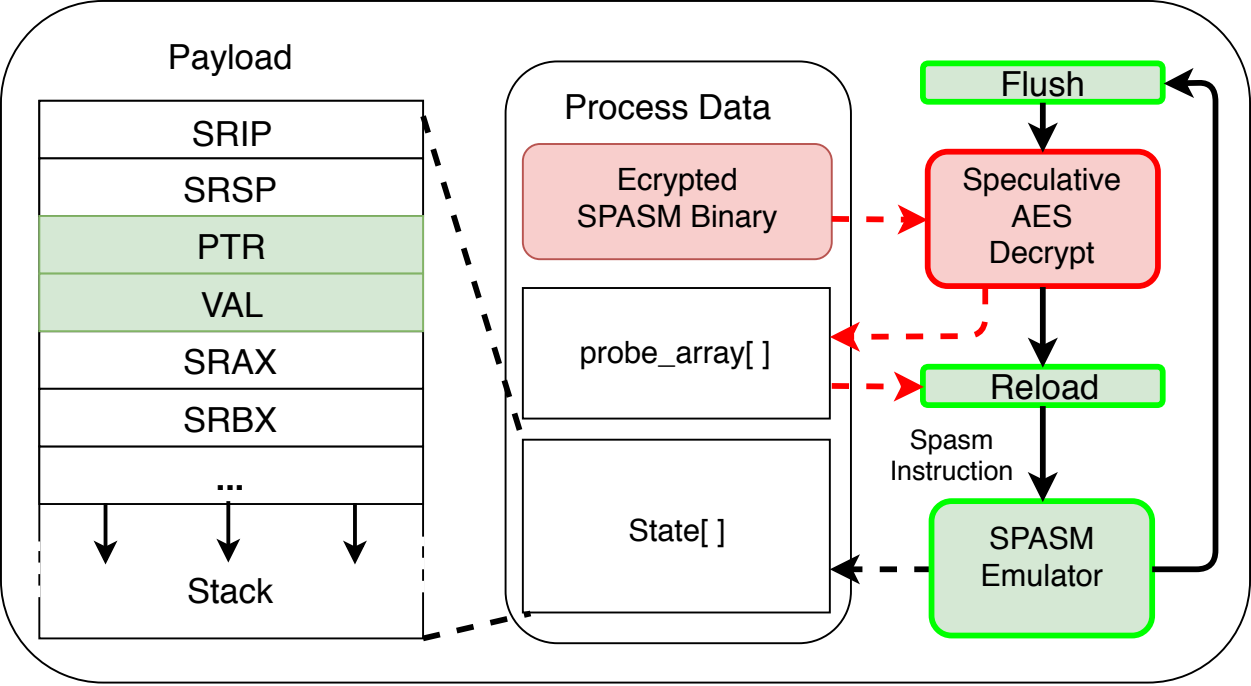 Payload
SRIP
SRSP
PTR
VAL
SRAX
SRBX
...
Stack
Process Data
Ecrypted
SPASM Binary
probe_array[ ]
State[ ]
Flush
Speculative
AES
Decrypt
Reload
Spasm
Instruction
SPASM
Emulator